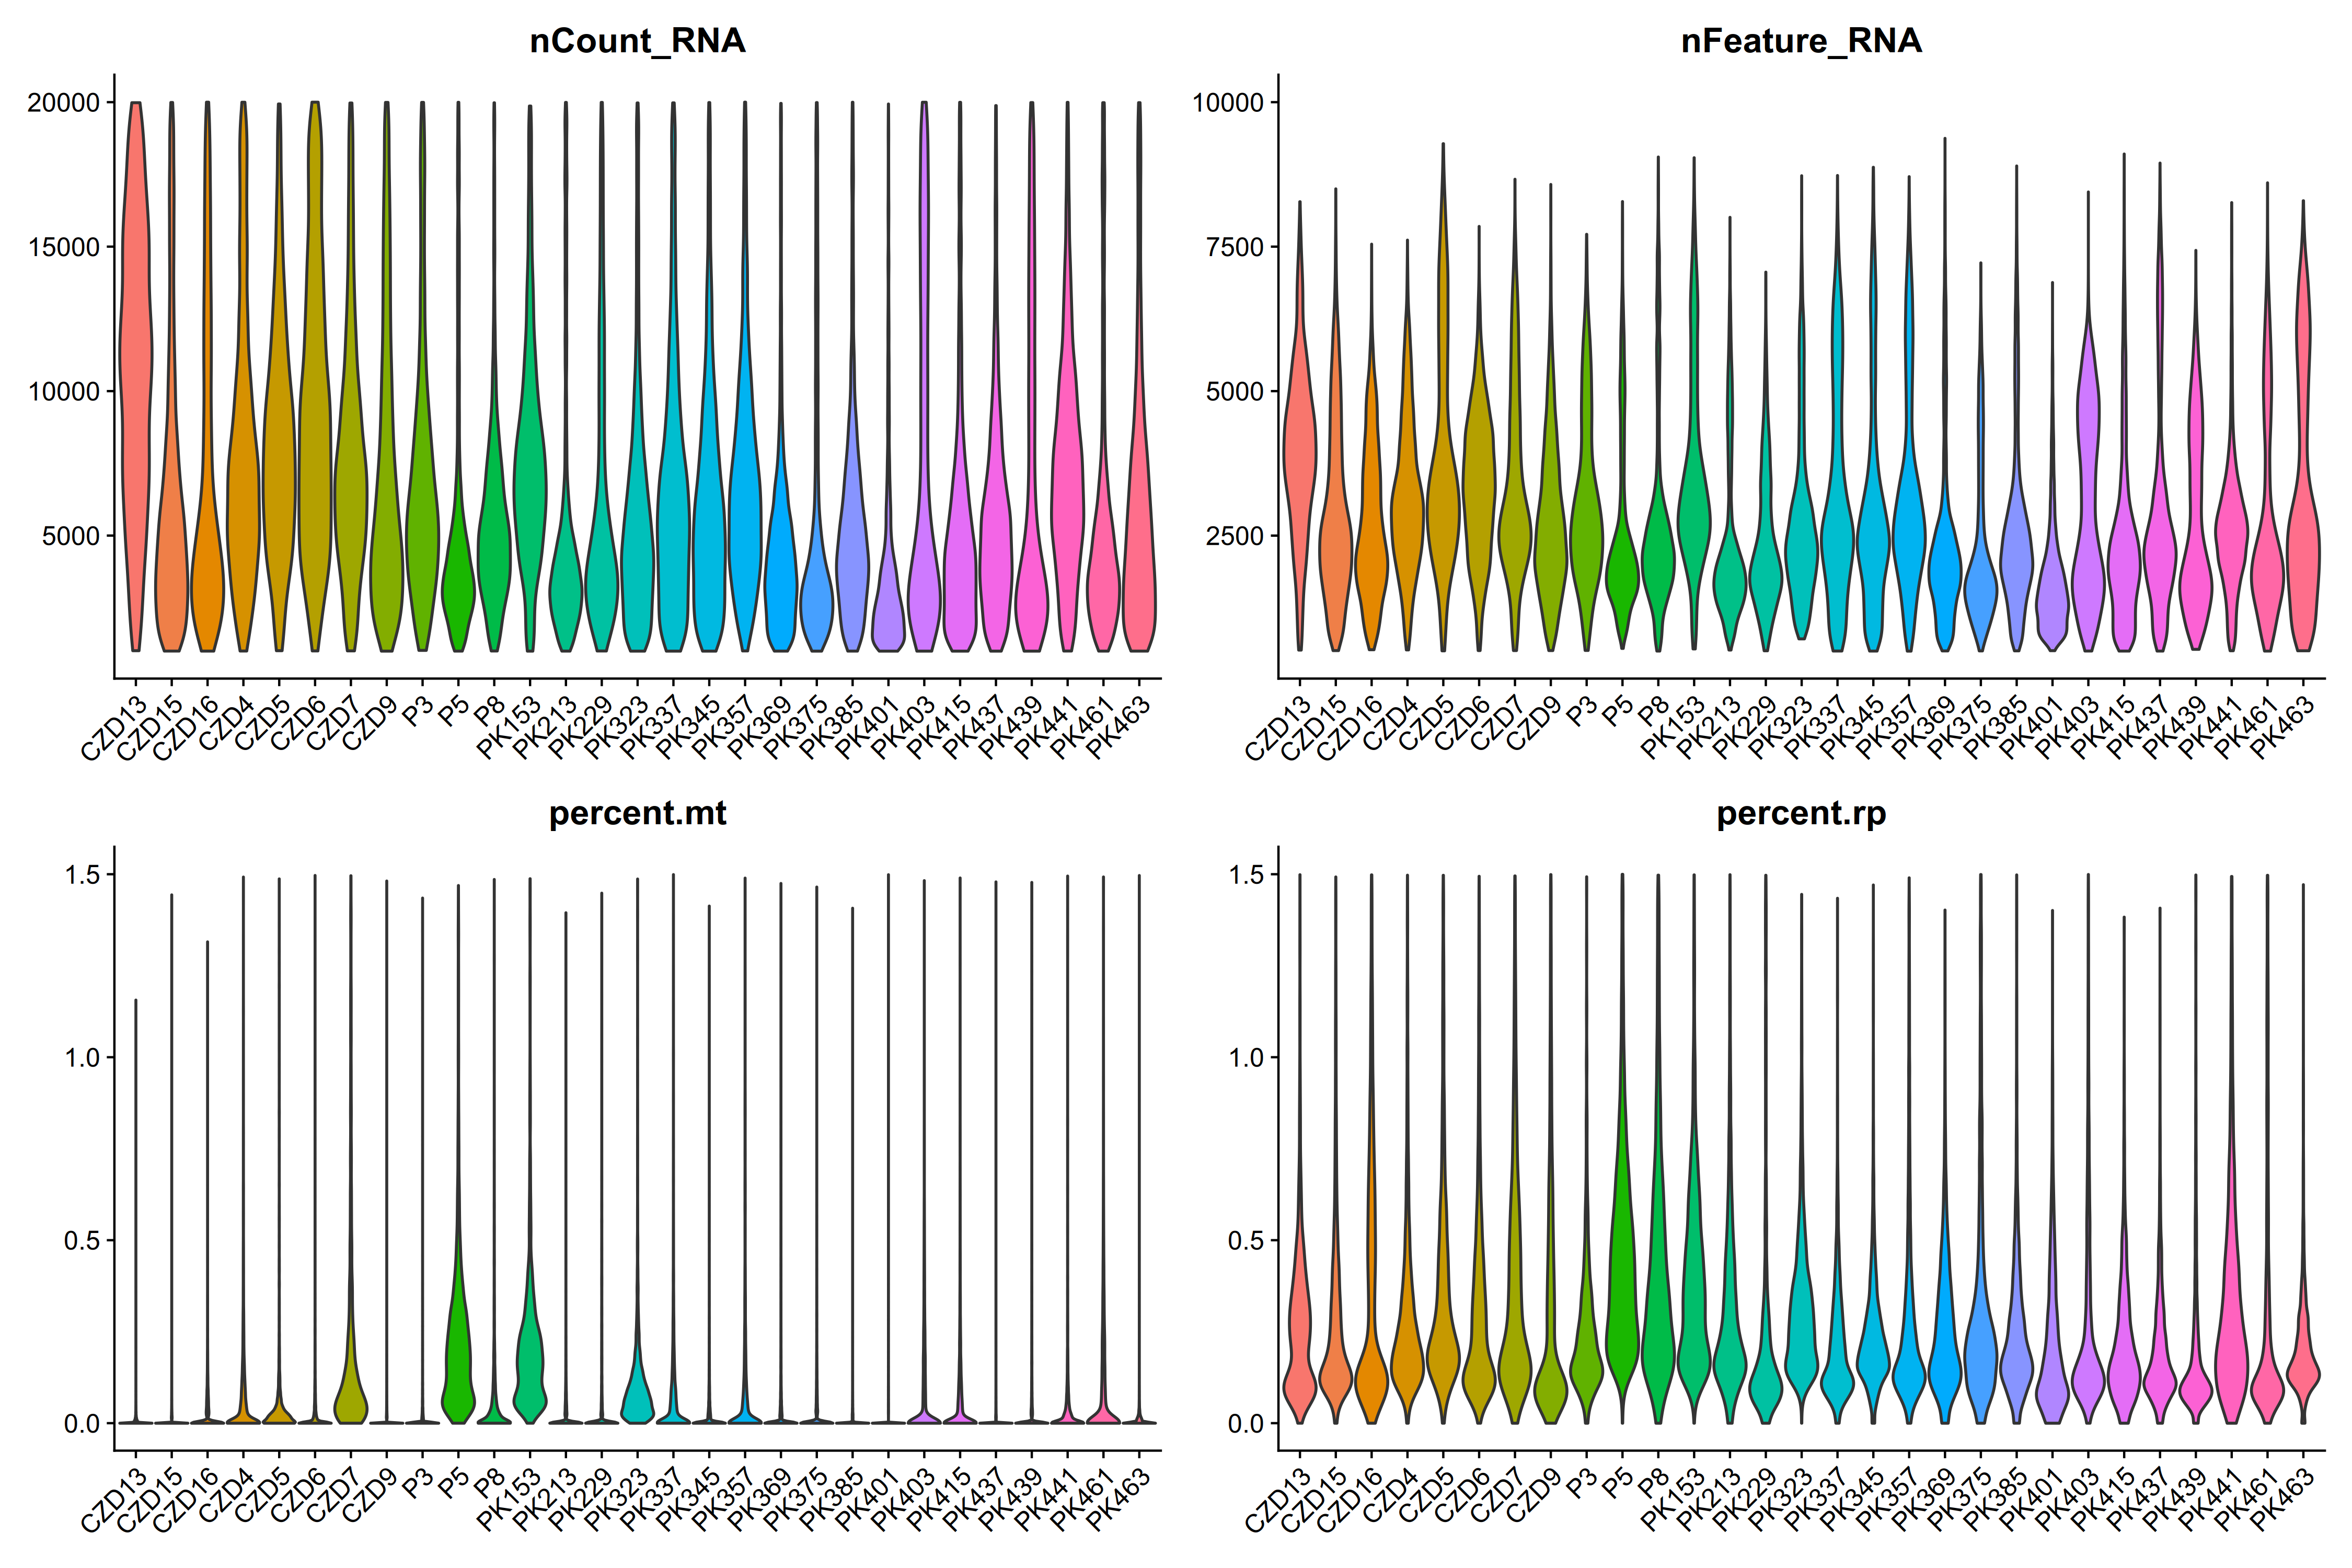 nCount_RNA
20000
15000
10000
5000
CZD13 CZD15 CZD16 CZD4 CZD5 CZD6 CZD7 CZD9 P3 P5 P8 PK153 PK213 PK229 PK323 PK337 PK345 PK357 PK369 PK375 PK385 PK401 PK403 PK415 PK437 PK439 PK441 PK461 PK463
nFeature_RNA
10000
7500
5000
2500
CZD13 CZD15 CZD16 CZD4 CZD5 CZD6 CZD7 CZD9 P3 P5 P8 PK153 PK213 PK229 PK323 PK337 PK345 PK357 PK369 PK375 PK385 PK401 PK403 PK415 PK437 PK439 PK441 PK461 PK463
percent.mt
1.5
1.0
0.5
0.0
CZD13 CZD15 CZD16 CZD4 CZD5 CZD6 CZD7 CZD9 P3 P5 P8 PK153 PK213 PK229 PK323 PK337 PK345 PK357 PK369 PK375 PK385 PK401 PK403 PK415 PK437 PK439 PK441 PK461 PK463
percent.rp
1.5
1.0
0.5
0.0
CZD13 CZD15 CZD16 CZD4 CZD5 CZD6 CZD7 CZD9 P3 P5 P8 PK153 PK213 PK229 PK323 PK337 PK345 PK357 PK369 PK375 PK385 PK401 PK403 PK415 PK437 PK439 PK441 PK461 PK463